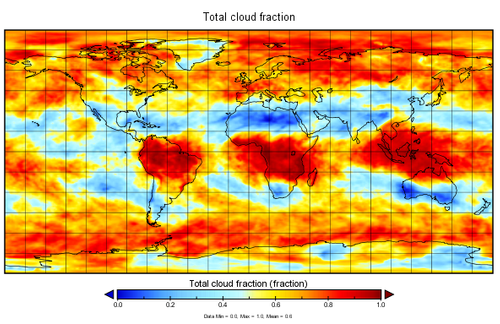 Total cloud fraction
Total cloud fraction (fraction)
0.0 0.2 0.4 0.6 0.8 1.0
Data Min = 0.0, Max = 1.0, Mean = 0.6